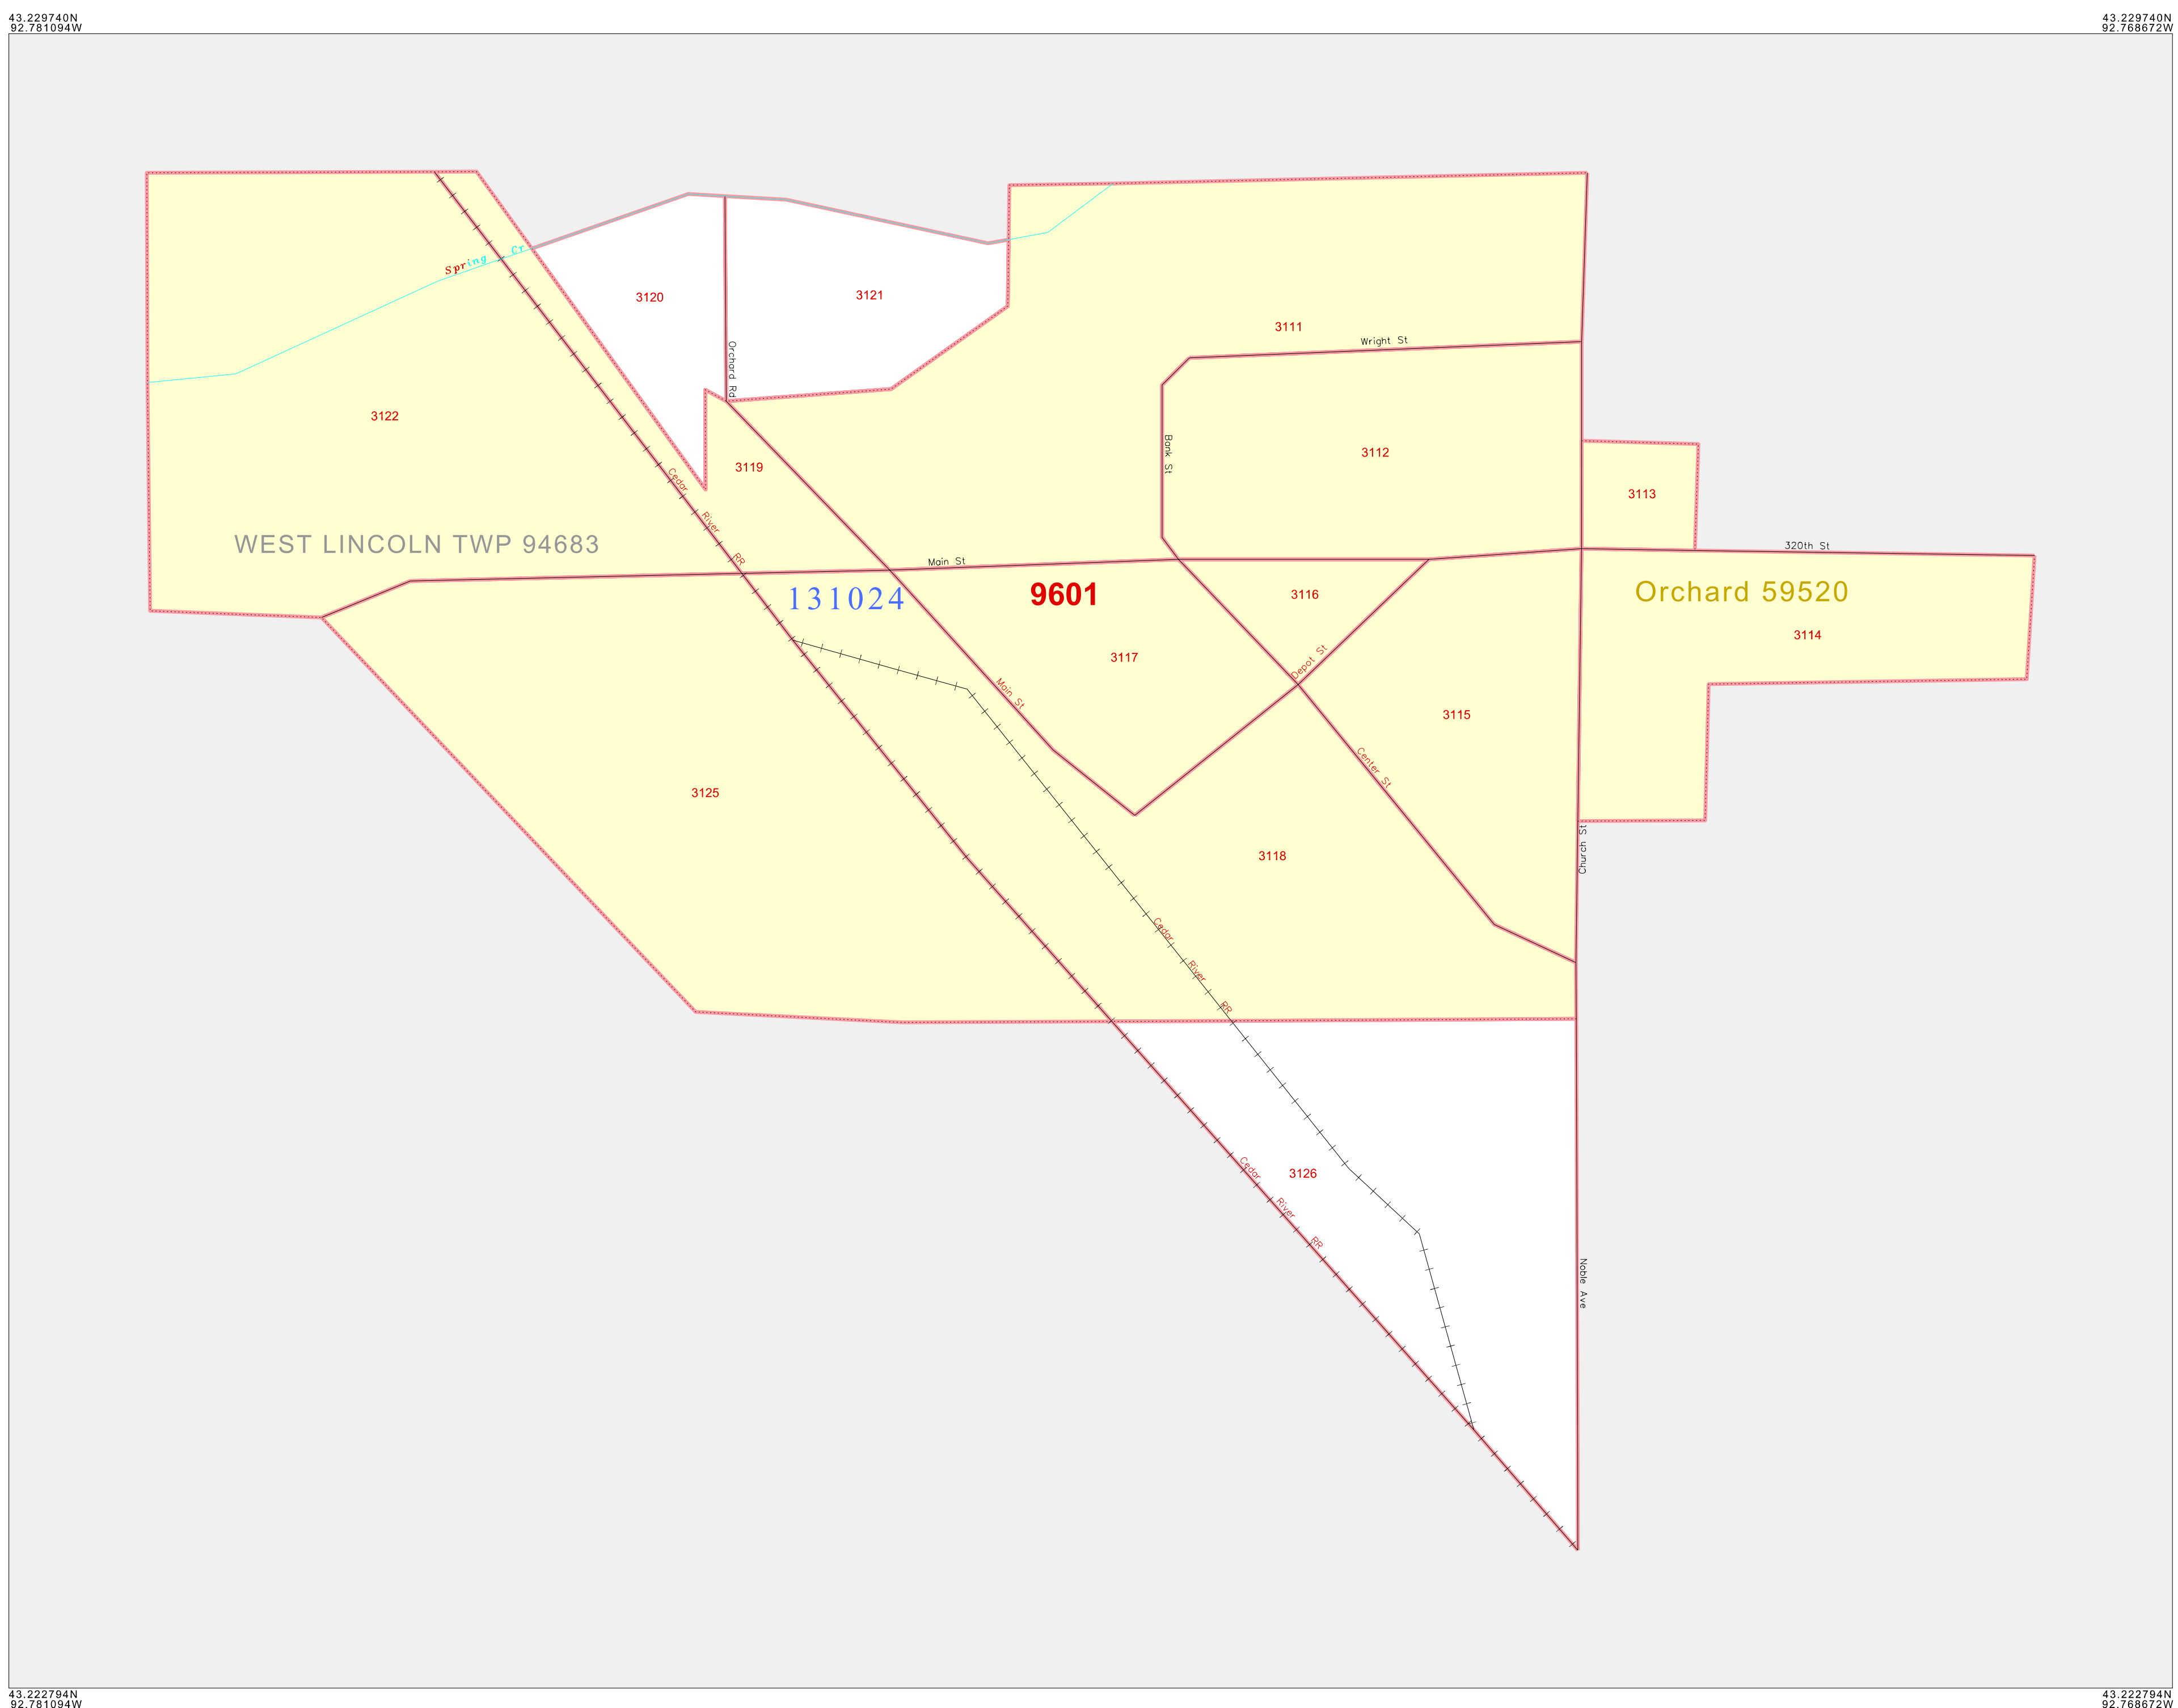 43.229740N
92.781094W
43.229740N
92.768672W
Spring Cr
3120
3121
3111
Wright St
Orchard Rd
3122
Bank St
3112
3119
Cedar River RR
3113
WEST LINCOLN TWP 94683
320th St
Main St
131024
9601
3116
Orchard 59520
3114
3117
Depot St
Main St
3115
Center St
3125
Church St
3118
Cedar River RR
3126
Cedar River RR
Noble Ave
43.222794N
92.781094W
43.222794N
92.768672W